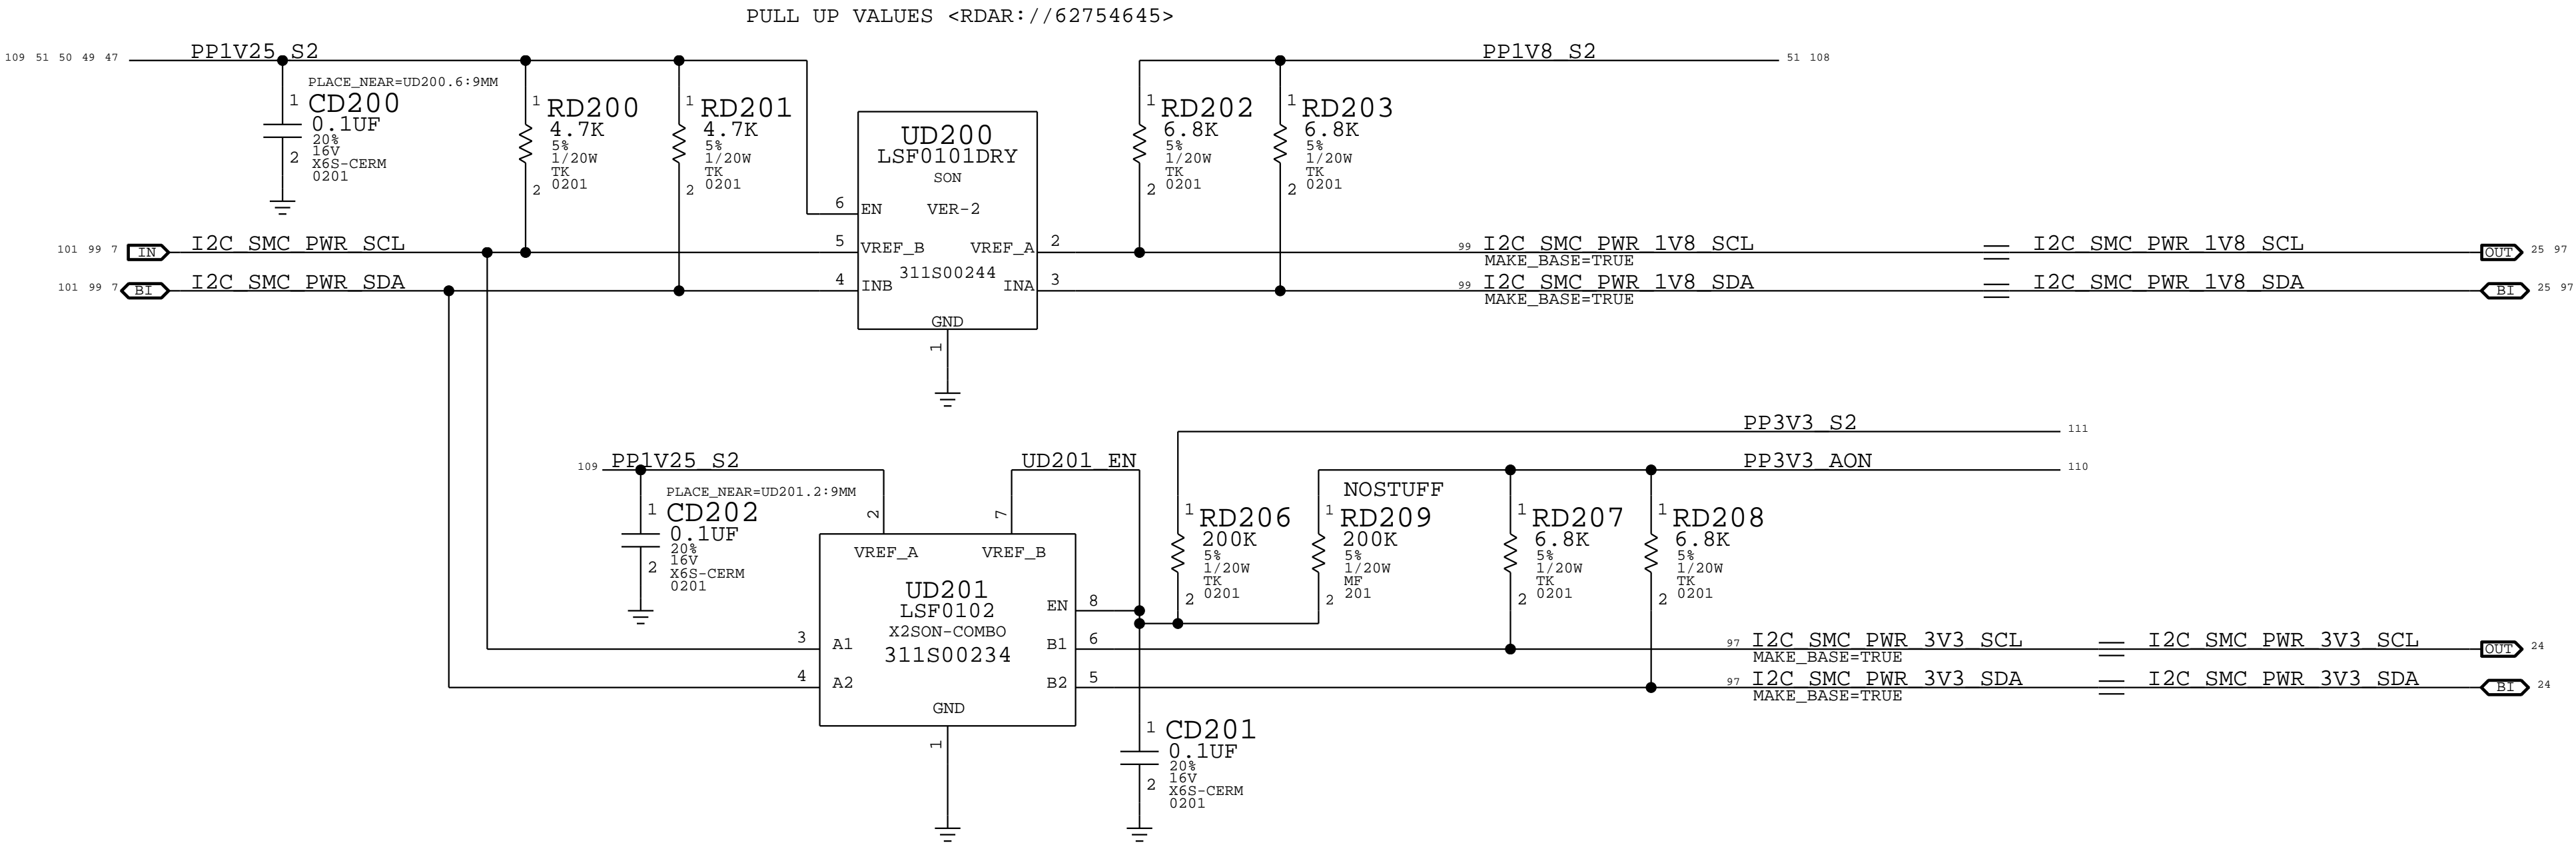 PULL UP VALUES <RDAR://62754645>
109 51 50 49 47
PP1V25_S2
PP1V8_S2
51 108
PLACE_NEAR=UD200.6:9MM
1
CD200
0.1UF
20%
16V
X6S-CERM
0201
2
1
RD200
4.7K
5%
1/20W
TK
0201
2
1
RD201
4.7K
5%
1/20W
TK
0201
2
UD200
LSF0101DRY
SON
VER-2
6
EN
5
VREF_B
VREF_A
2
311S00244
4
INB
INA
3
GND
1
1
RD202
6.8K
5%
1/20W
TK
0201
2
1
RD203
6.8K
5%
1/20W
TK
0201
2
101 99 7
IN
I2C_SMC_PWR_SCL
99
I2C_SMC_PWR_1V8_SCL
MAKE_BASE=TRUE
I2C_SMC_PWR_1V8_SCL
OUT
25 97
101 99 7
BI
I2C_SMC_PWR_SDA
99
I2C_SMC_PWR_1V8_SDA
MAKE_BASE=TRUE
I2C_SMC_PWR_1V8_SDA
BI
25 97
PP3V3_S2
111
109
PP1V25_S2
UD201_EN
PP3V3_AON
110
PLACE_NEAR=UD201.2:9MM
1
CD202
0.1UF
20%
16V
X6S-CERM
0201
2
2
7
VREF_A
VREF_B
UD201
LSF0102
X2SON-COMBO
311S00234
EN
8
3
A1
B1
6
4
A2
B2
5
GND
1
1
RD206
200K
5%
1/20W
TK
0201
2
NOSTUFF
1
RD209
200K
5%
1/20W
MF
201
2
1
RD207
6.8K
5%
1/20W
TK
0201
2
1
RD208
6.8K
5%
1/20W
TK
0201
2
97
I2C_SMC_PWR_3V3_SCL
MAKE_BASE=TRUE
I2C_SMC_PWR_3V3_SCL
OUT
24
97
I2C_SMC_PWR_3V3_SDA
MAKE_BASE=TRUE
I2C_SMC_PWR_3V3_SDA
BI
24
1
CD201
0.1UF
20%
16V
X6S-CERM
0201
2